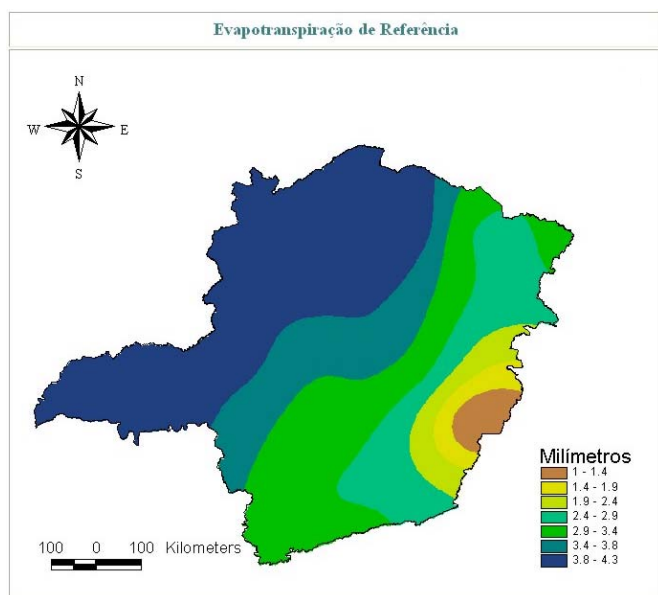 Evapotranspiração de Referência
N
W E
S
Milímetros
1 - 1.4
1.4 - 1.9
1.9 - 2.4
2.4 - 2.9
2.9 - 3.4
3.4 - 3.8
3.8 - 4.3
100 0 100 Kilometers